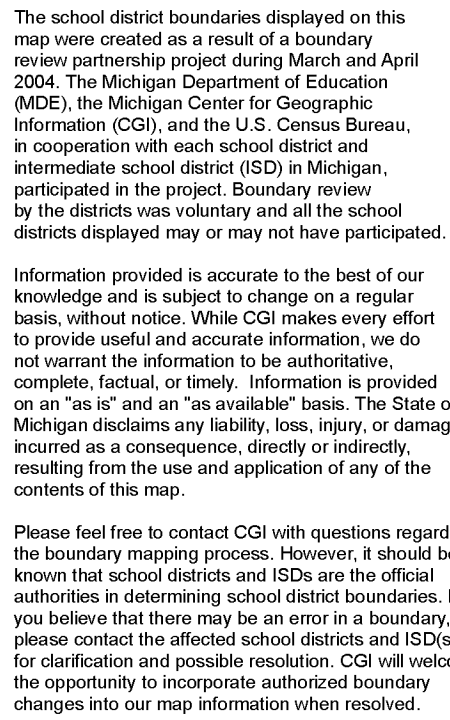 The school district boundaries displayed on this
map were created as a result of a boundary
review partnership project during March and April
2004. The Michigan Department of Education
(MDE), the Michigan Center for Geographic
Information (CGI), and the U.S. Census Bureau,
in cooperation with each school district and
intermediate school district (ISD) in Michigan,
participated in the project. Boundary review
by the districts was voluntary and all the school
districts displayed may or may not have participated.
Information provided is accurate to the best of our
knowledge and is subject to change on a regular
basis, without notice. While CGI makes every effort
to provide useful and accurate information, we do
not warrant the information to be authoritative,
complete, factual, or timely. Information is provided
on an "as is" and an "as available" basis. The State o
Michigan disclaims any liability, loss, injury, or damag
incurred as a consequence, directly or indirectly,
resulting from the use and application of any of the
contents of this map.
Please feel free to contact CGI with questions regard
the boundary mapping process. However, it should be
known that school districts and ISDs are the official
authorities in determining school district boundaries. I
you believe that there may be an error in a boundary,
please contact the affected school districts and ISD(s
for clarification and possible resolution. CGI will welco
the opportunity to incorporate authorized boundary
changes into our map information when resolved.